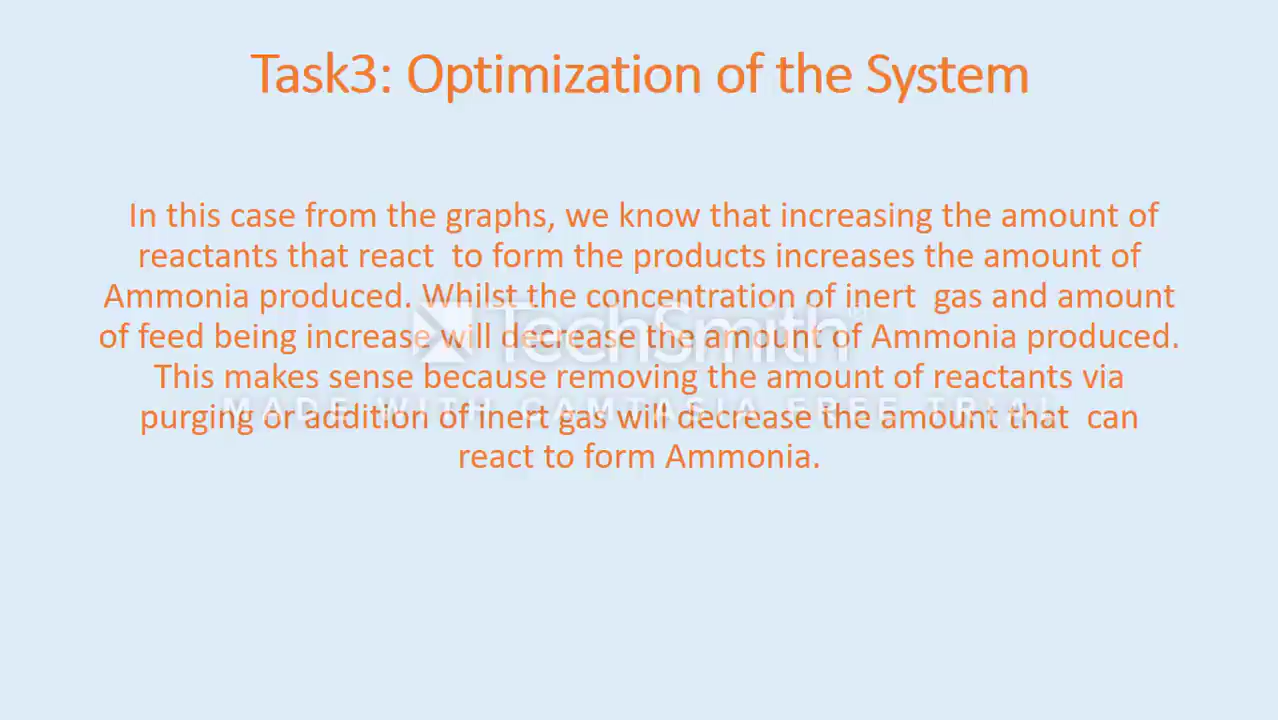 Task3: Optimization of the System
In this case from the graphs, we know that increasing the amount of
reactants that react  to form the products increases the amount of
Ammonia produced. Whilst the concentration of inert  gas and amount
of feed being increase will decrease the amount of Ammonia produced.
This makes sense because removing the amount of reactants via
purging or addition of inert gas will decrease the amount that  can
react to form Ammonia.
TechSmith
MADE WITH CAMTASIA FREE TRIAL